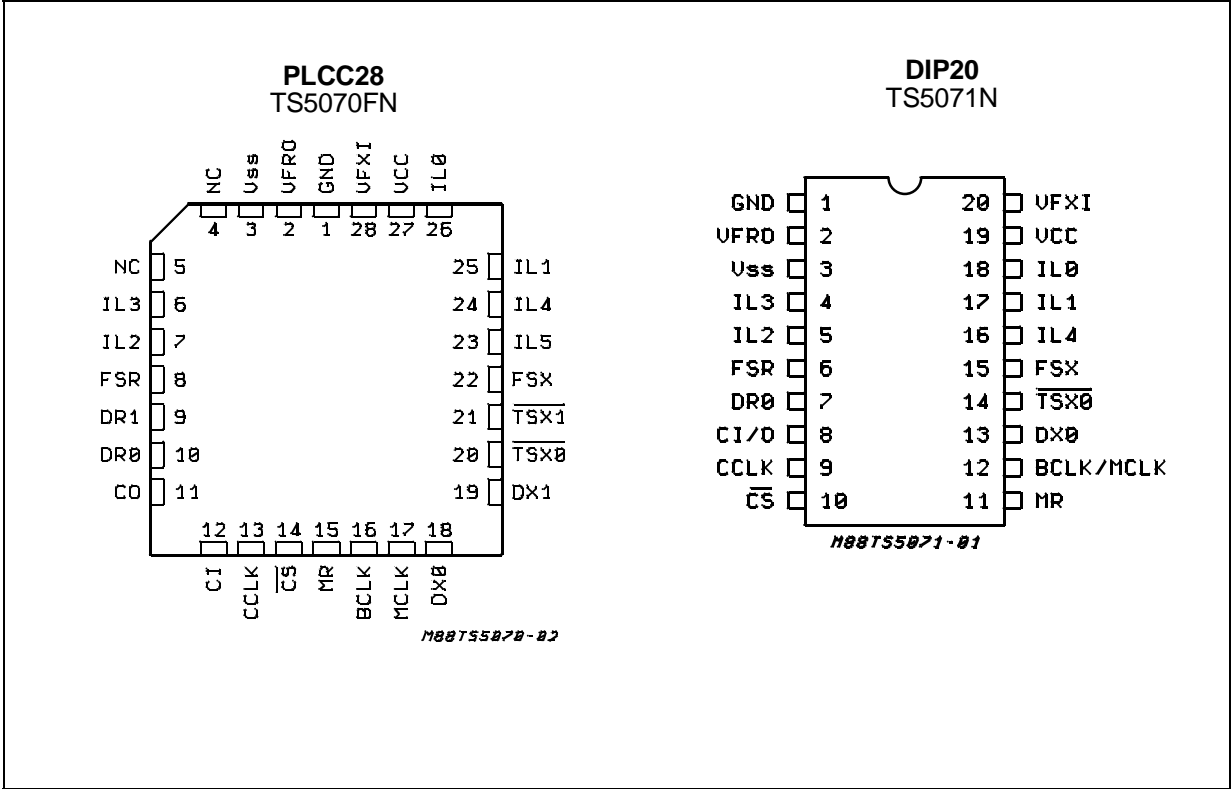 PLCC28
TS5070FN
NC Vss VFRO GND VFXI VCC IL0
4 3 2 1 28 27 26
NC 5 25 IL1
IL3 6 24 IL4
IL2 7 23 IL5
FSR 8 22 FSX
DR1 9 21 TSX1
DR0 10 20 TSX0
CO 11 19 DX1
12 13 14 15 16 17 18
CI CCLK CS MR BCLK MCLK DX0
M88TS5070-02
DIP20
TS5071N
GND 1 20 VFXI
VFRO 2 19 VCC
Vss 3 18 IL0
IL3 4 17 IL1
IL2 5 16 IL4
FSR 6 15 FSX
DR0 7 14 TSX0
CI/O 8 13 DX0
CCLK 9 12 BCLK/MCLK
CS 10 11 MR
M88TS5071-01